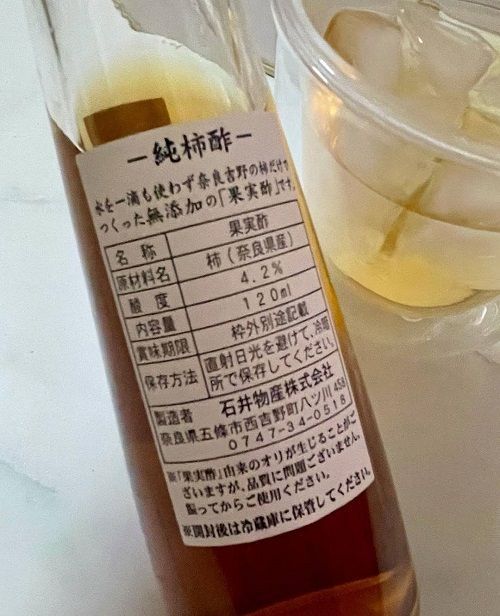 －純柿酢－
水を一滴も使わず奈良吉野の柿だけで
つくった無添加の「果実酢」です。
名称 果実酢
原材料名 柿(奈良県産)
酸度 4.2%
内容量 120ml
賞味期限 枠外別途記載
保存方法 直射日光を避けて、冷暗
所で保存してください。
製造者 石井物産株式会社
奈良県五條市西吉野町八ツ川458
0747-34-0518
※「果実酢」由来のオリが生じることがご
ざいますが、品質に問題ございません。
振ってからご使用ください。
※開封後は冷蔵庫に保管してください。